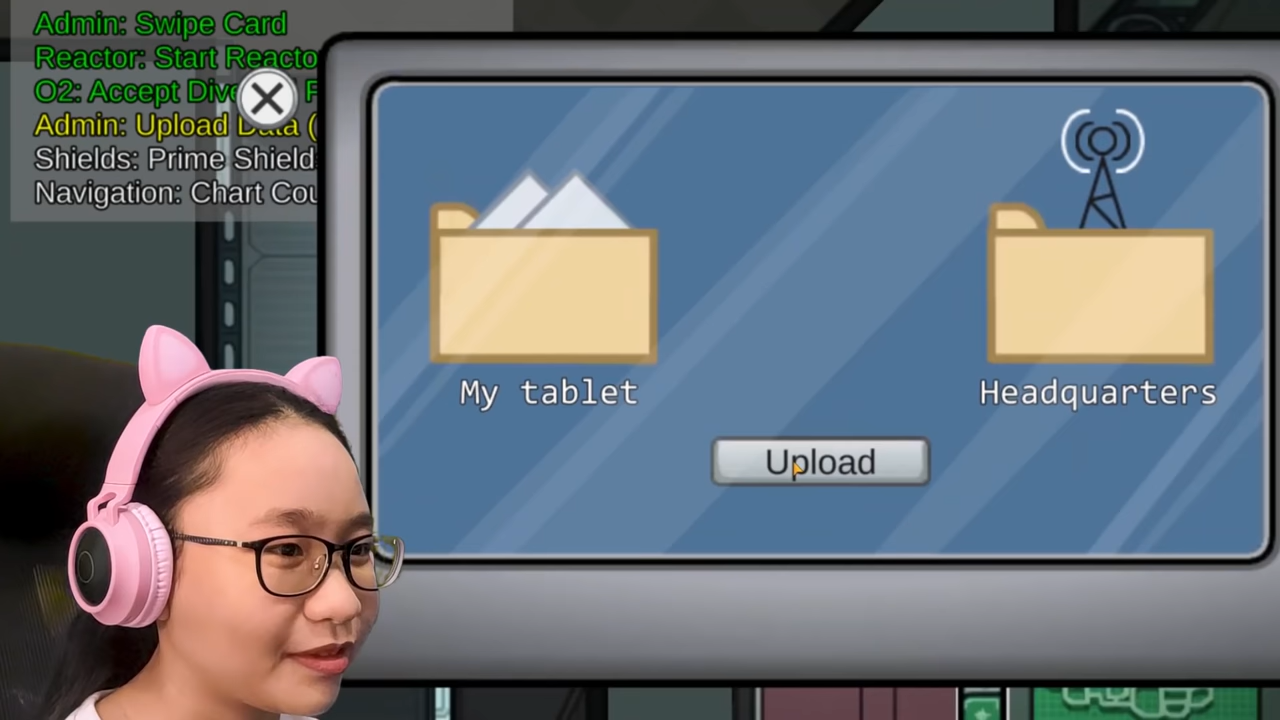 Admin: Swipe Card
Reactor: Start Reacto
O2: Accept Dive
Admin: Upload Data (
Shields: Prime Shield
Navigation: Chart Cou
My tablet
Headquarters
Upload